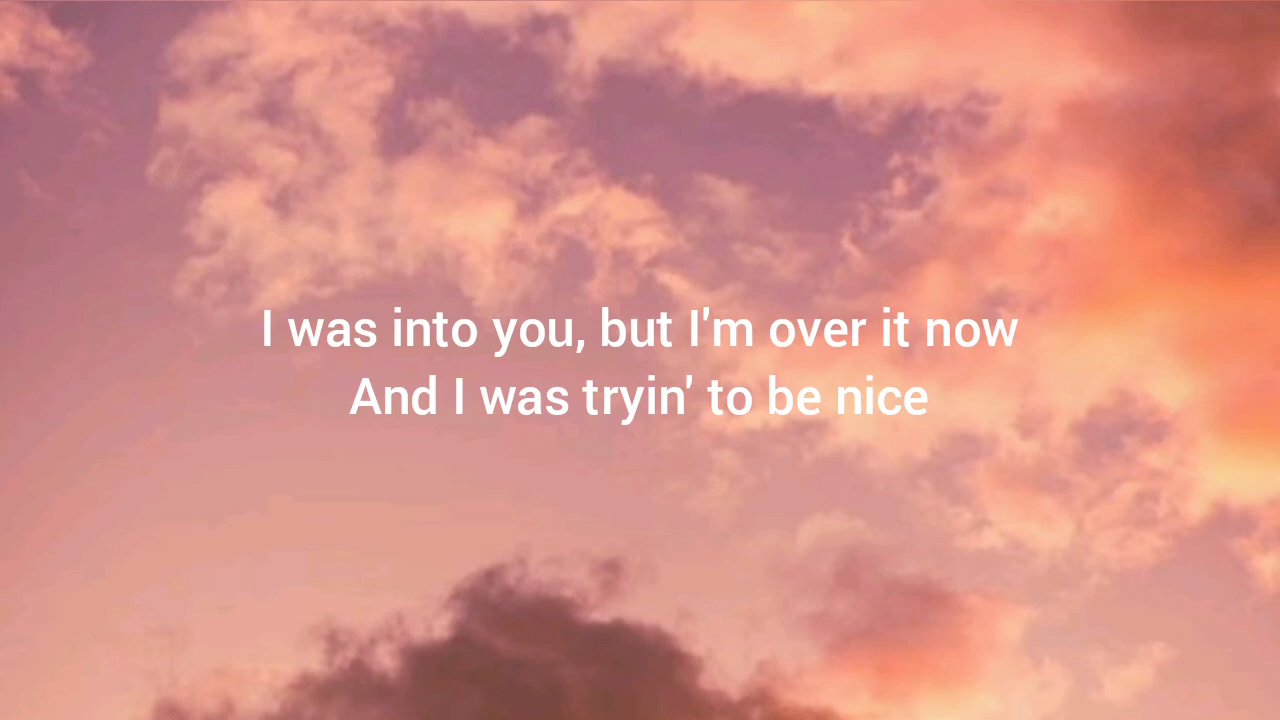 I was into you, but I'm over it now
And I was tryin' to be nice